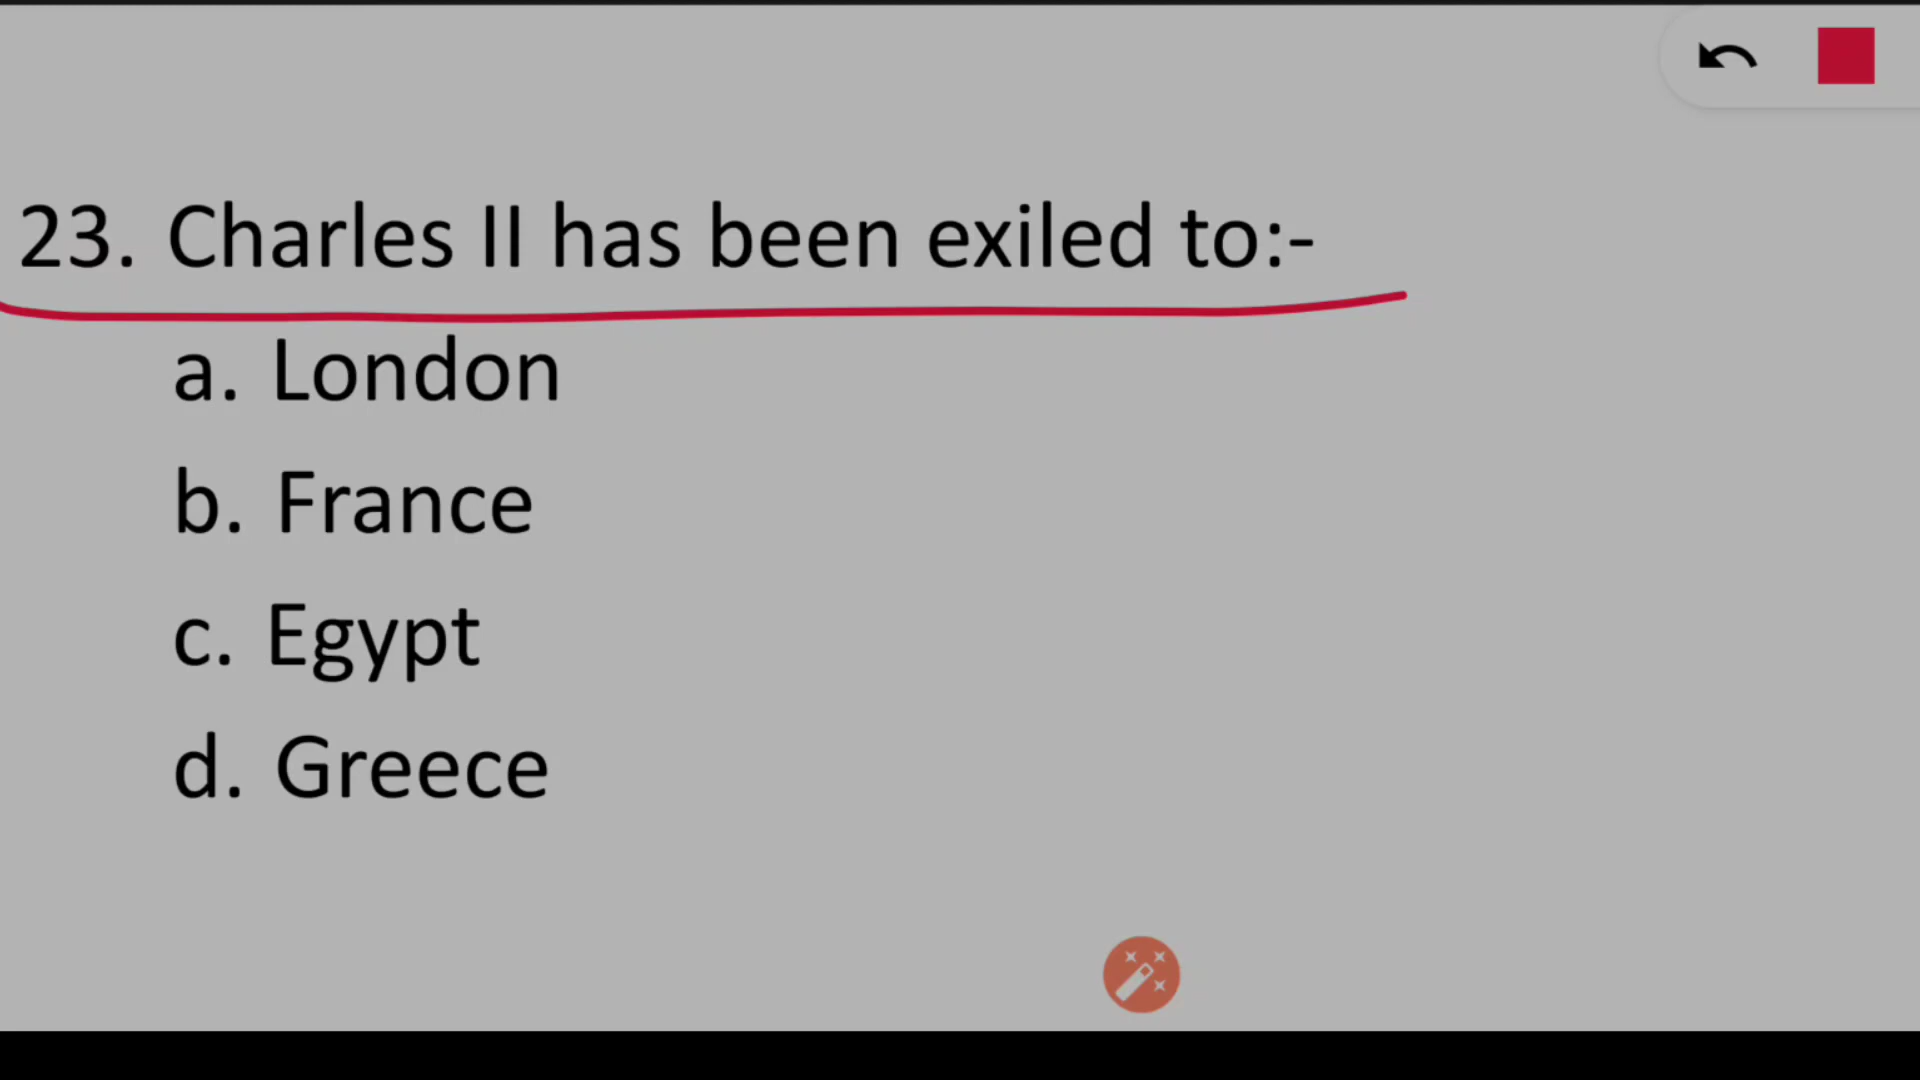 23. Charles II has been exiled to:-
a. London
b. France
c. Egypt
d. Greece